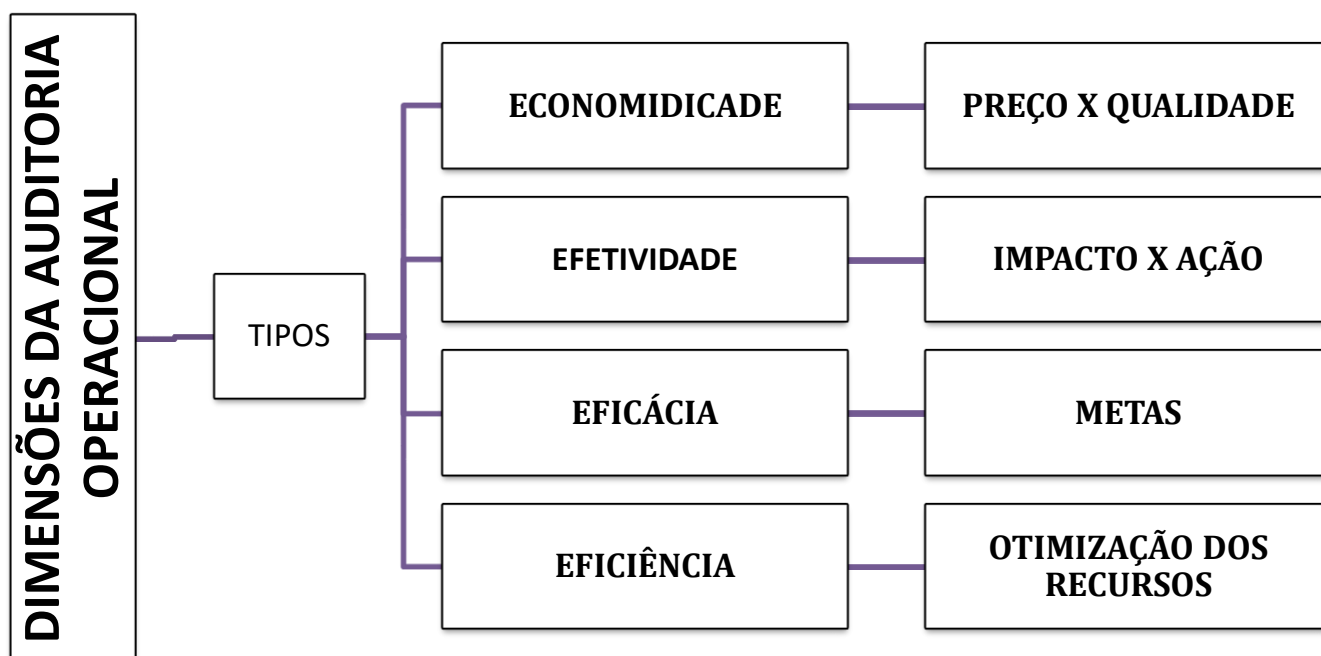 DIMENSÕES DA AUDITORIA
OPERACIONAL
TIPOS
ECONOMIDICADE
PREÇO X QUALIDADE
EFETIVIDADE
IMPACTO X AÇÃO
EFICÁCIA
METAS
EFICIÊNCIA
OTIMIZAÇÃO DOS
RECURSOS